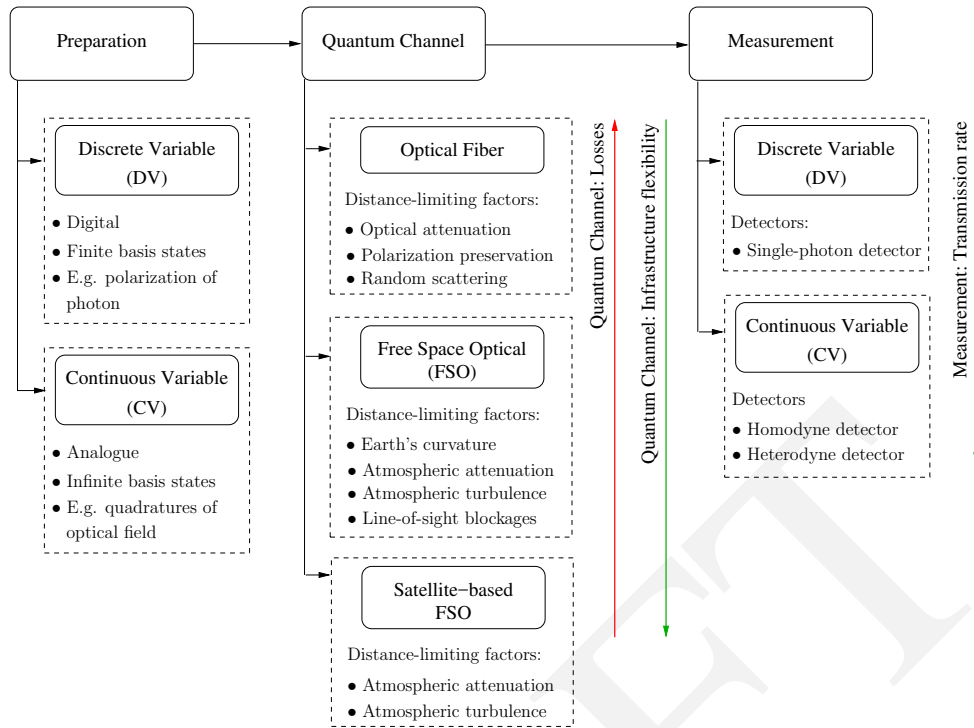 Preparation
Quantum Channel
Measurement
Discrete Variable
(DV)
• Digital
• Finite basis states
• E.g. polarization of
photon
Continuous Variable
(CV)
• Analogue
• Infinite basis states
• E.g. quadratures of
optical field
Optical Fiber
Distance-limiting factors:
• Optical attenuation
• Polarization preservation
• Random scattering
Free Space Optical
(FSO)
Distance-limiting factors:
• Earth's curvature
• Atmospheric attenuation
• Atmospheric turbulence
• Line-of-sight blockages
Satellite-based
FSO
Distance-limiting factors:
• Atmospheric attenuation
• Atmospheric turbulence
Quantum Channel: Losses
Quantum Channel: Infrastructure flexibility
Discrete Variable
(DV)
Detectors:
• Single-photon detector
Continuous Variable
(CV)
Detectors
• Homodyne detector
• Heterodyne detector
Measurement: Transmission rate
FT